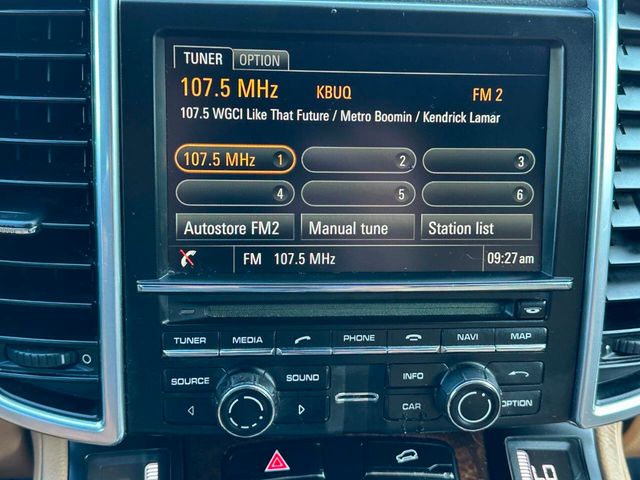 TUNER OPTION
107.5 MHz KBUQ FM 2
107.5 WGCI Like That Future / Metro Boomin / Kendrick Lamar
107.5 MHz 1 2 3
4 5 6
Autostore FM2 Manual tune Station list
FM 107.5 MHz 09:27 am
TUNER MEDIA PHONE NAVI MAP
SOURCE SOUND INFO
CAR OPTION